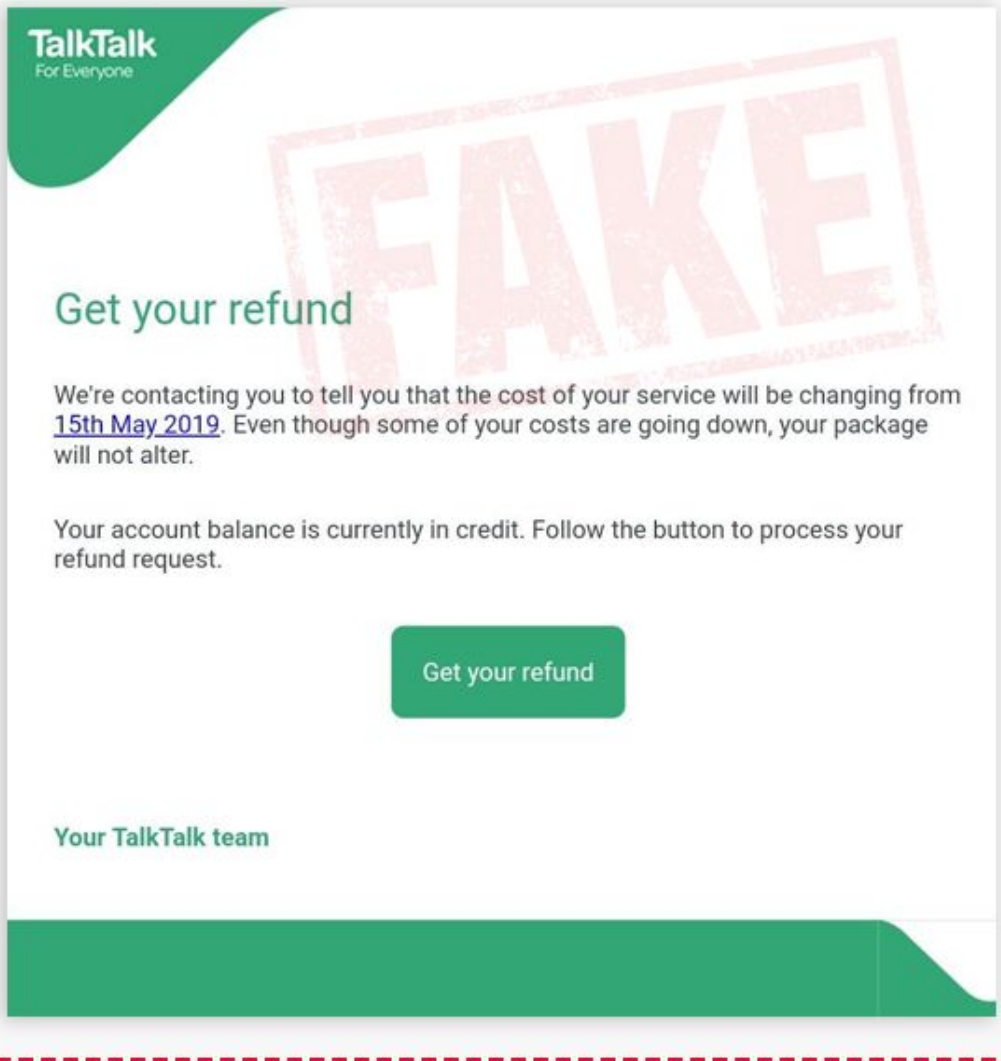 TalkTalk
For Everyone
FAKE
Get your refund
We're contacting you to tell you that the cost of your service will be changing from
15th May 2019. Even though some of your costs are going down, your package
will not alter.
Your account balance is currently in credit. Follow the button to process your
refund request.
Get your refund
Your TalkTalk team